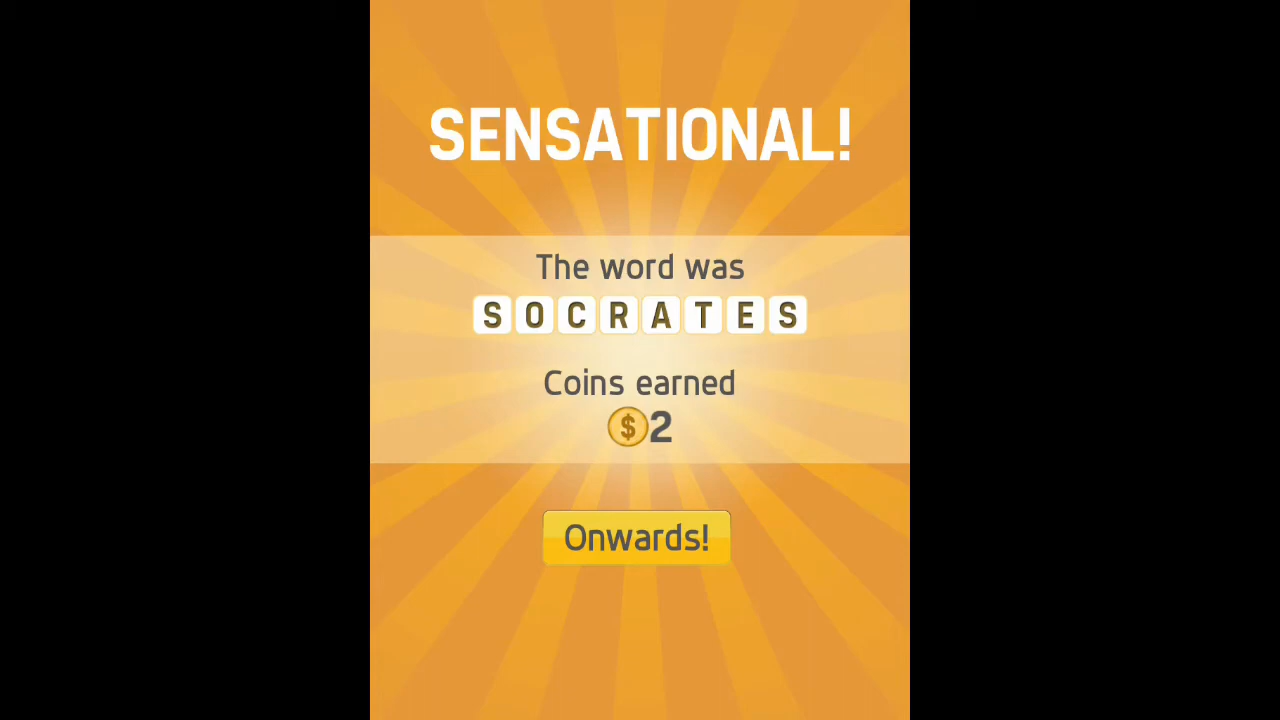 SENSATIONAL!
The word was
SOCRATES
Coins earned
$2
Onwards!